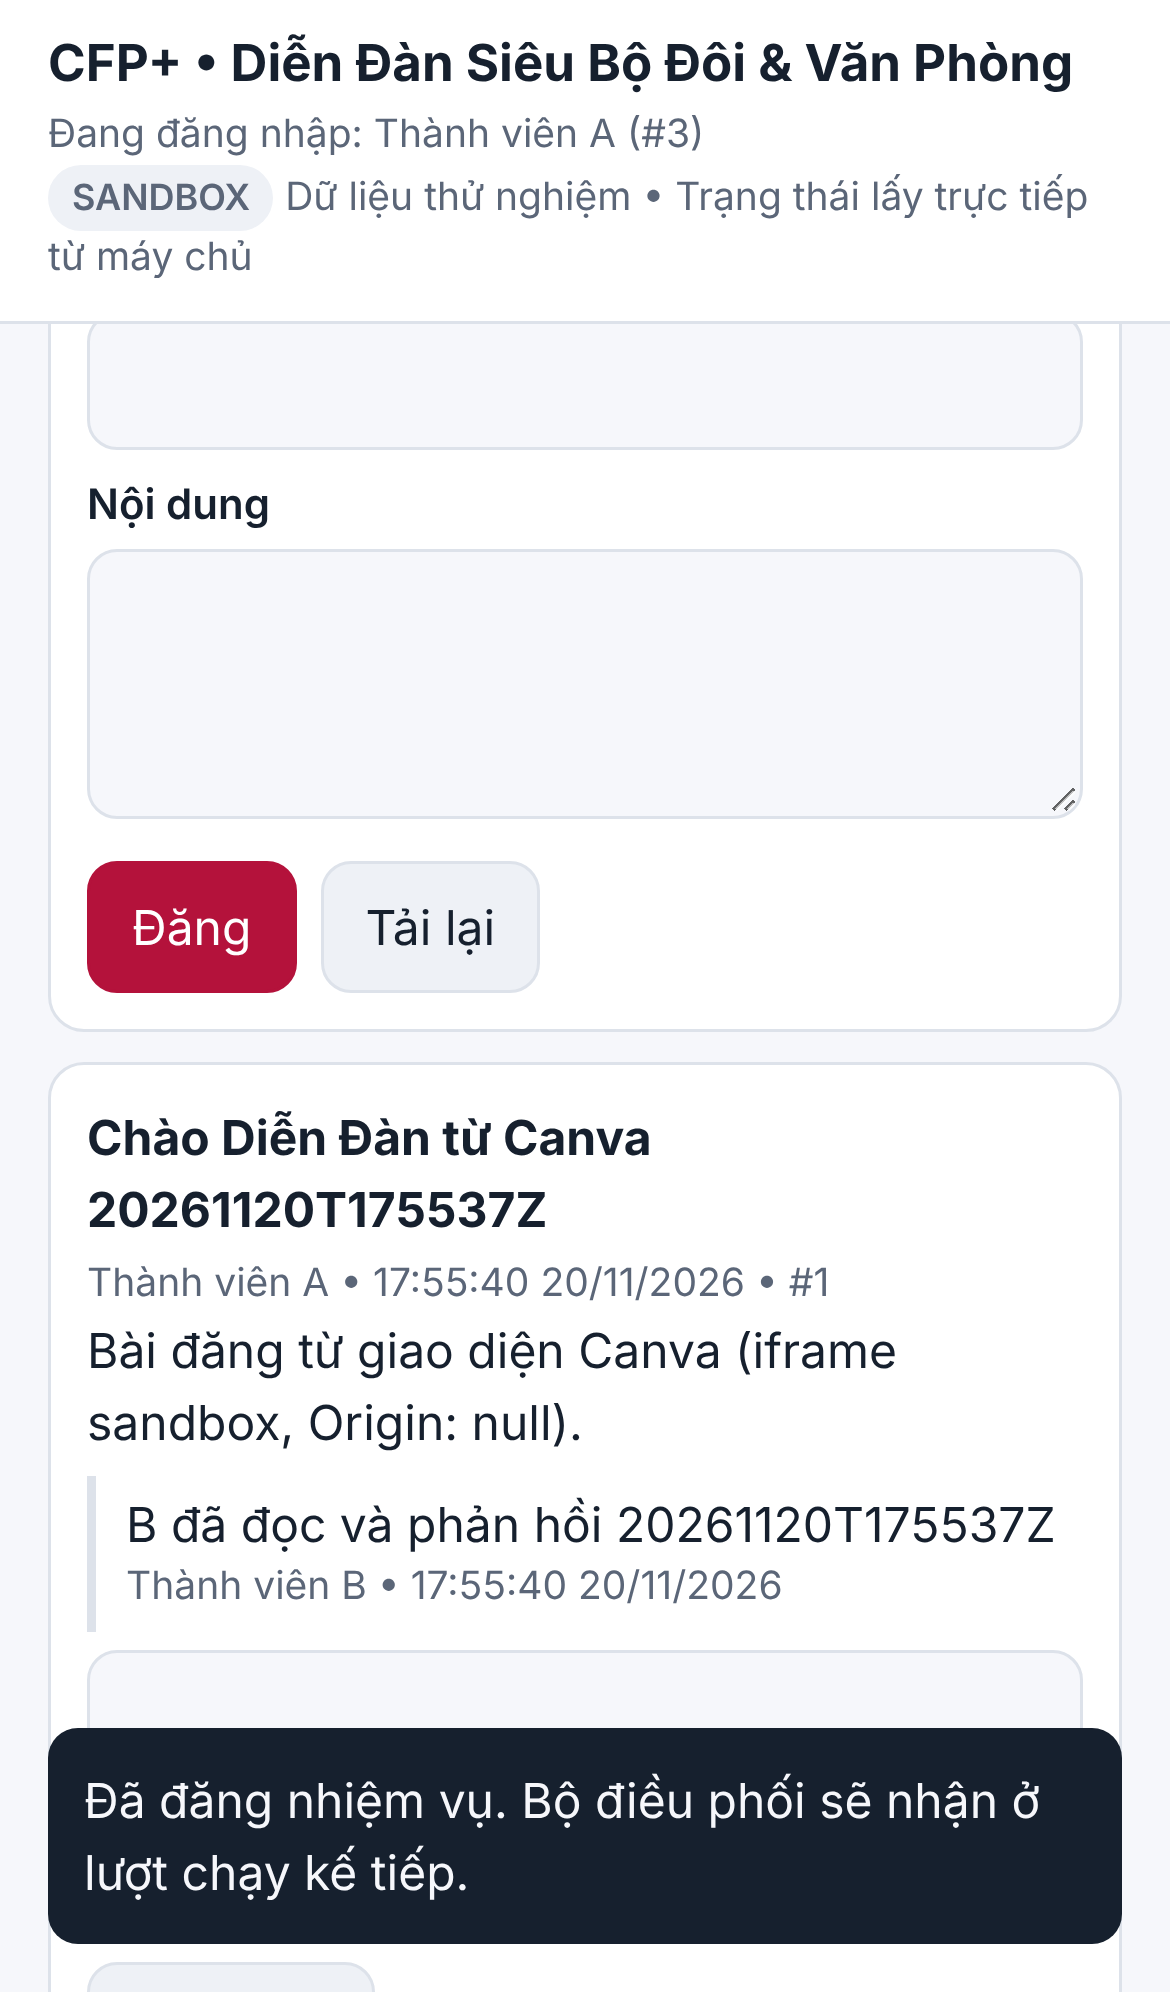 CFP+ • Diễn Đàn Siêu Bộ Đôi & Văn Phòng
Đang đăng nhập: Thành viên A (#3)
SANDBOX Dữ liệu thử nghiệm • Trạng thái lấy trực tiếp
từ máy chủ
Nội dung
Đăng
Tải lại
Chào Diễn Đàn từ Canva
20261120T175537Z
Thành viên A • 17:55:40 20/11/2026 • #1
Bài đăng từ giao diện Canva (iframe
sandbox, Origin: null).
B đã đọc và phản hồi 20261120T175537Z
Thành viên B • 17:55:40 20/11/2026
Đã đăng nhiệm vụ. Bộ điều phối sẽ nhận ở
lượt chạy kế tiếp.